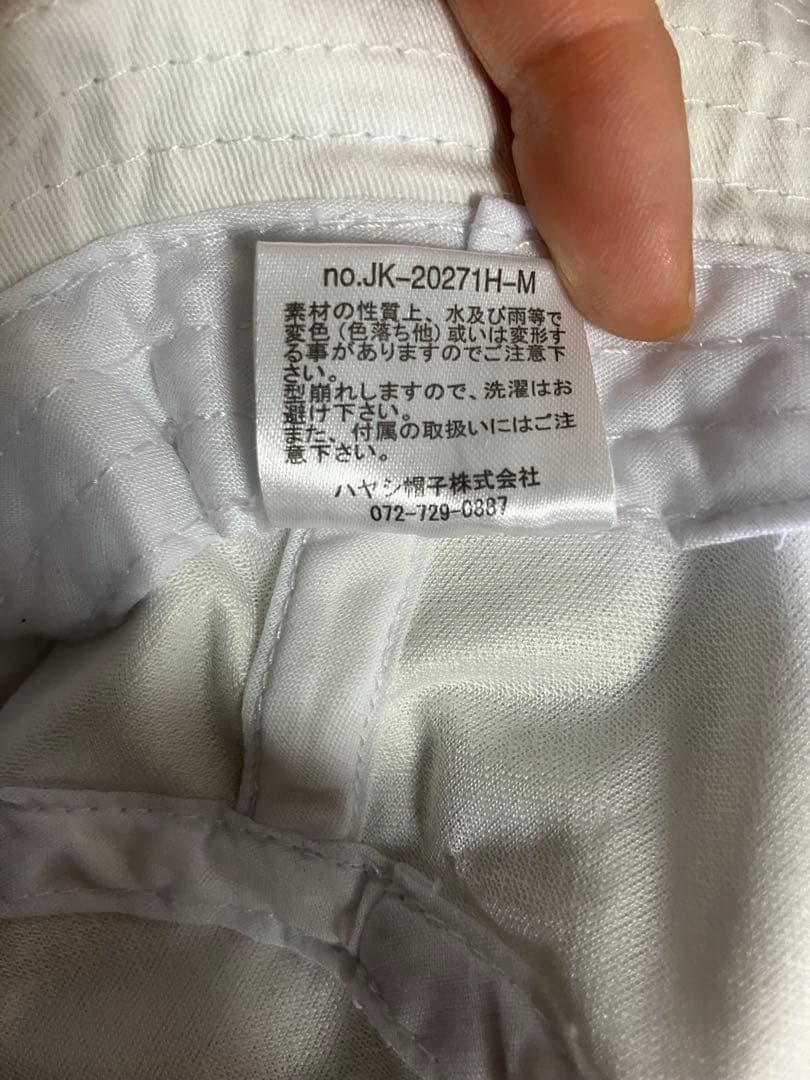 no.JK-20271H-M
素材の性質上、水及び雨等で
変色（色落ち他）或いは変形す
る事がありますのでご注意下
さい。
型崩れしますので、洗濯はお
避け下さい。
また、付属の取扱いにはご注
意下さい。
ハヤシ帽子株式会社
072-729-0887